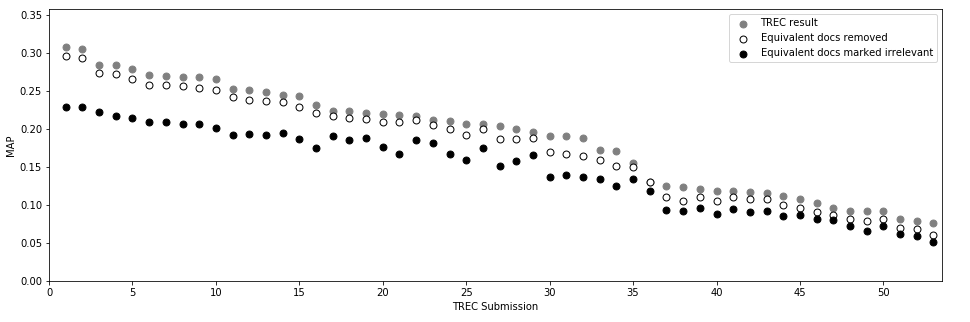 0.35
0.30
0.25
0.20
0.15
0.10
0.05
0.00
MAP
TREC result
Equivalent docs removed
Equivalent docs marked irrelevant
0 5 10 15 20 25 30 35 40 45 50
TREC Submission